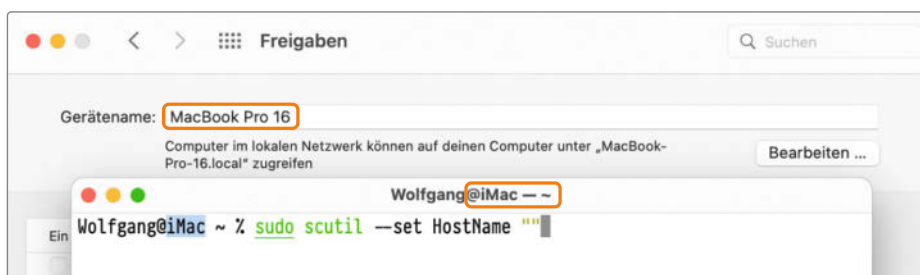 Freigaben
Suchen
Gerätename: MacBook Pro 16
Computer im lokalen Netzwerk können auf deinen Computer unter „MacBook-
Pro-16.local“ zugreifen
Bearbeiten ...
Wolfgang@iMac — ~
Ein
Wolfgang@iMac ~ % sudo scutil --set HostName ""